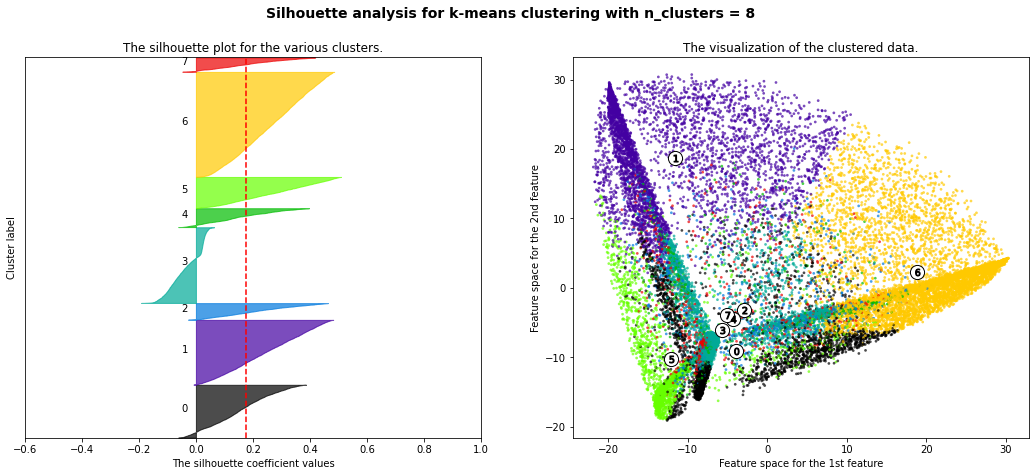 Silhouette analysis for k-means clustering with n_clusters = 8
The silhouette plot for the various clusters.
7
6
5
4
3
2
1
0
Cluster label
−0.6 −0.4 −0.2 0.0 0.2 0.4 0.6 0.8 1.0
The silhouette coefficient values
The visualization of the clustered data.
30
20
10
0
−10
−20
Feature space for the 2nd feature
1
6
7
4
2
3
0
5
−20 −10 0 10 20 30
Feature space for the 1st feature